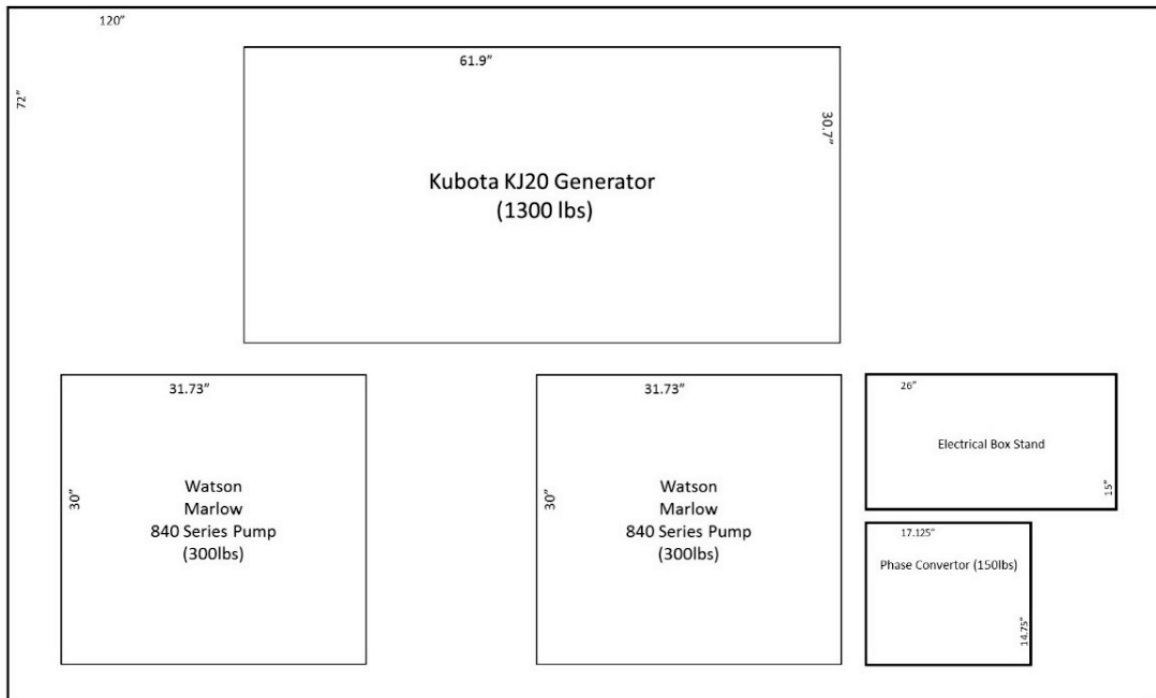 120”
72”
61.9”
30.7”
Kubota KJ20 Generator
(1300 lbs)
31.73”
30”
Watson
Marlow
840 Series Pump
(300lbs)
31.73”
30”
Watson
Marlow
840 Series Pump
(300lbs)
26”
Electrical Box Stand
15”
17.125”
Phase Convertor (150lbs)
14.75”